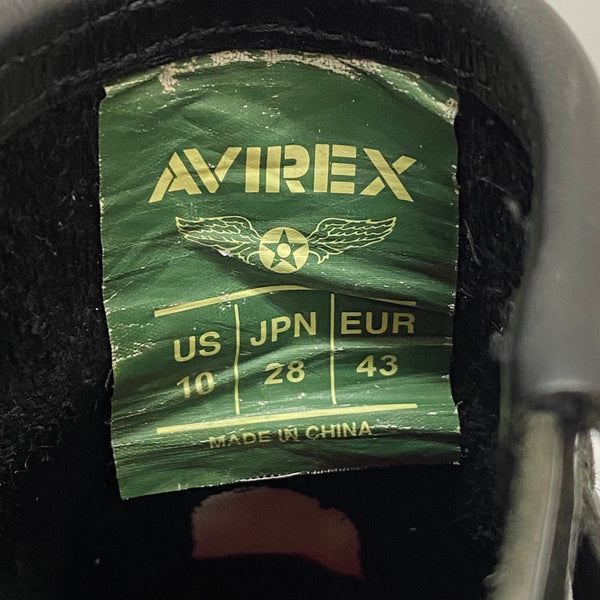 AVIREX
US JPN EUR
10 28 43
MADE IN CHINA